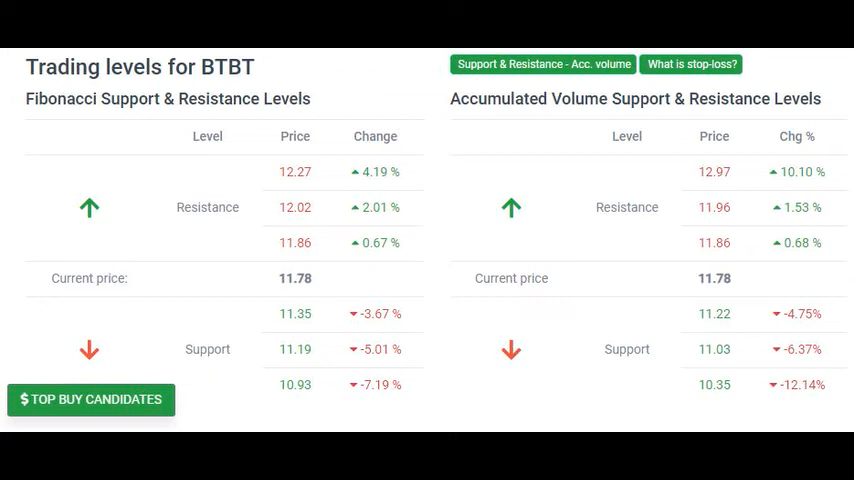 Trading levels for BTBT
Support & Resistance - Acc. volume What is stop-loss?
Fibonacci Support & Resistance Levels
Level Price Change
12.27 4.19 %
Resistance 12.02 2.01 %
11.86 0.67 %
Current price: 11.78
11.35 -3.67 %
Support 11.19 -5.01 %
10.93 -7.19 %
Accumulated Volume Support & Resistance Levels
Level Price Chg %
12.97 10.10 %
Resistance 11.96 1.53 %
11.86 0.68 %
Current price 11.78
11.22 -4.75%
Support 11.03 -6.37%
10.35 -12.14%
$ TOP BUY CANDIDATES